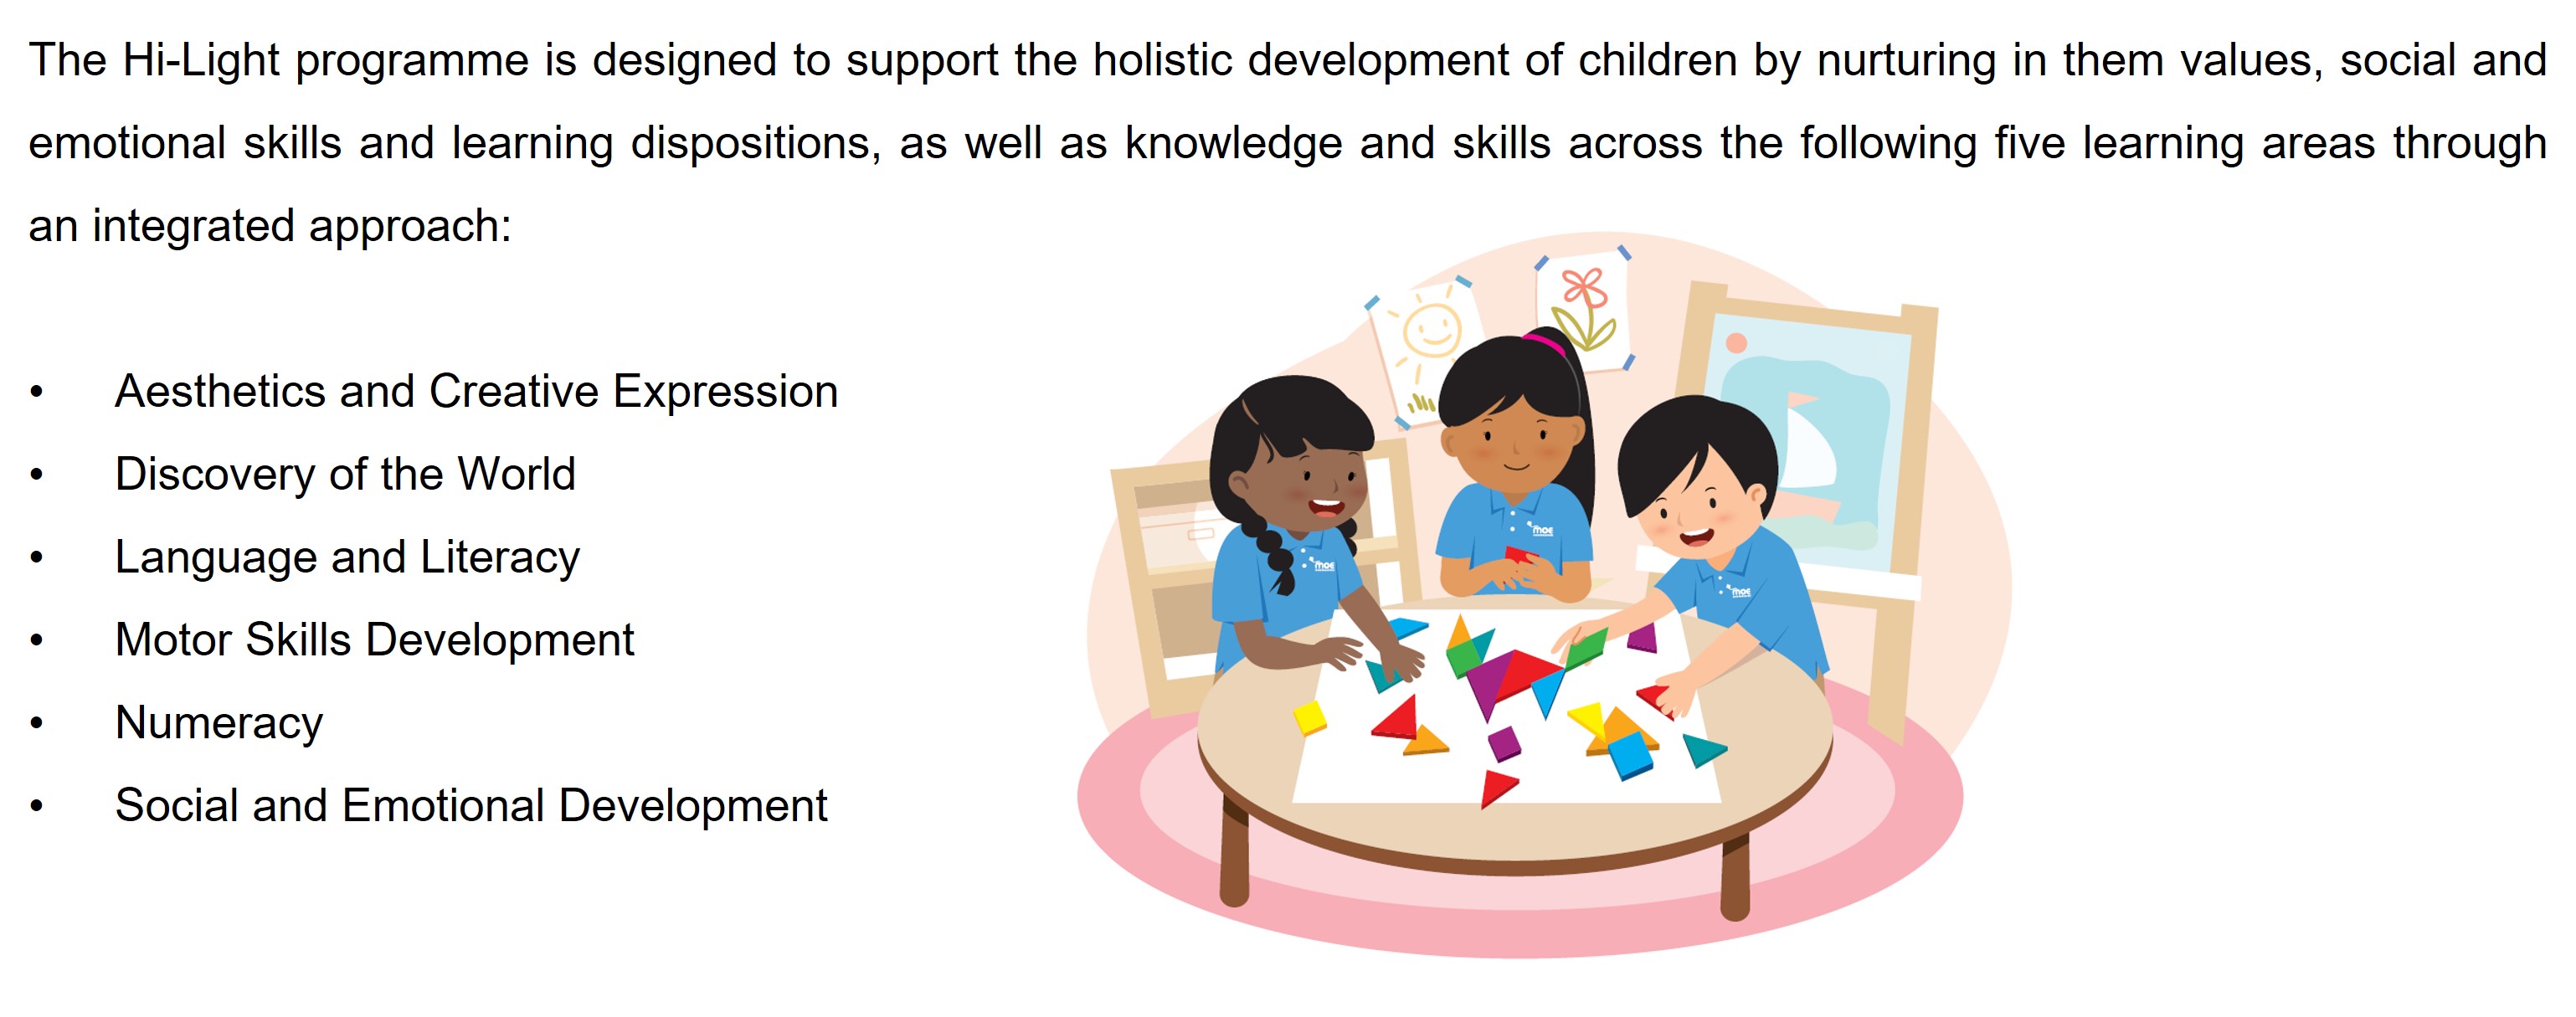 The Hi-Light programme is designed to support the holistic development of children by nurturing in them values, social and
emotional skills and learning dispositions, as well as knowledge and skills across the following five learning areas through
an integrated approach:
• Aesthetics and Creative Expression
• Discovery of the World
• Language and Literacy
• Motor Skills Development
• Numeracy
• Social and Emotional Development
moe
moe
moe